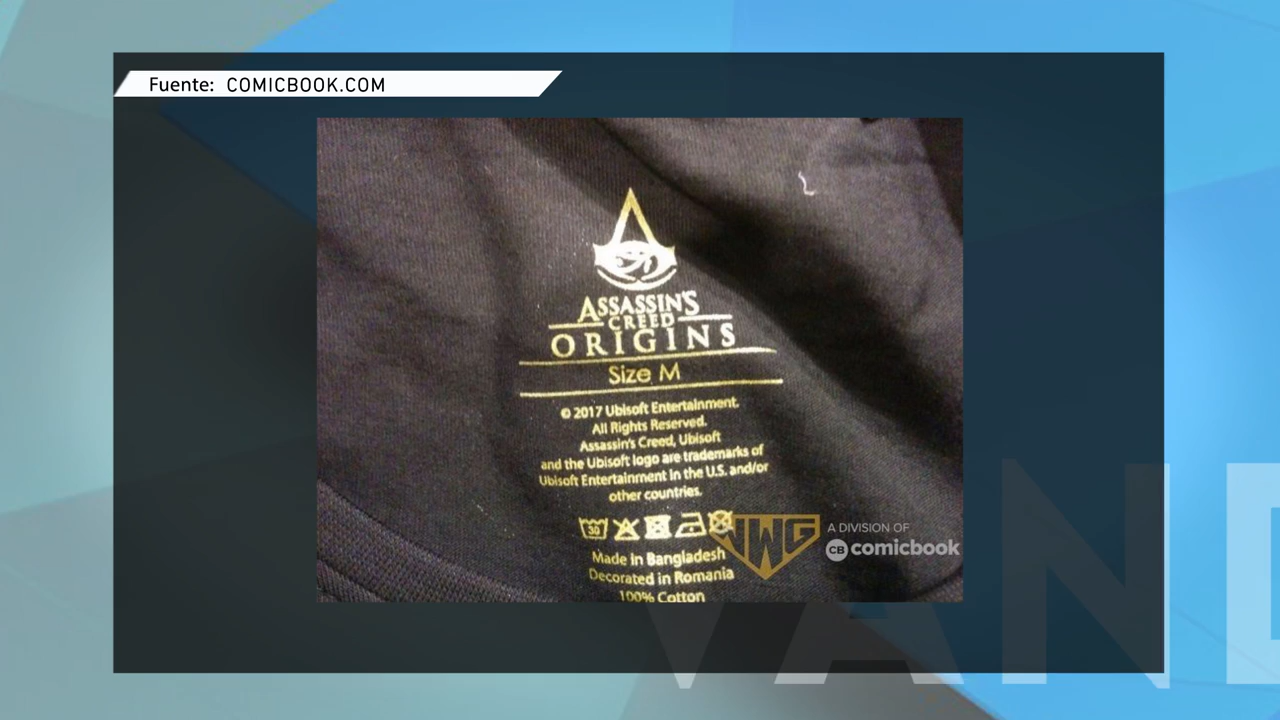 Fuente: COMICBOOK.COM
ASSASSIN'S
CREED
ORIGINS
Size M
© 2017 Ubisoft Entertainment.
All Rights Reserved.
Assassin's Creed, Ubisoft
and the Ubisoft logo are trademarks of
Ubisoft Entertainment in the U.S. and/or
other countries.
30
WWG
A DIVISION OF
CB comicbook
Made in Bangladesh
Decorated in Romania
100% Cotton